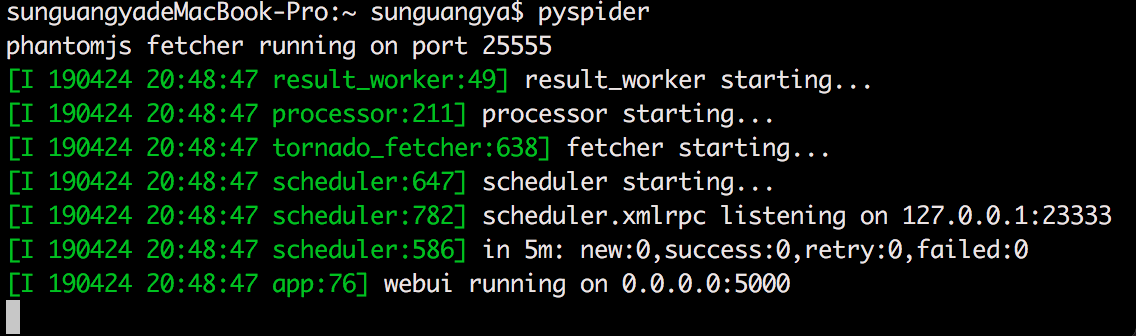 sunguangyadeMacBook-Pro:~ sunguangya$ pyspider
phantomjs fetcher running on port 25555
[I 190424 20:48:47 result_worker:49] result_worker starting...
[I 190424 20:48:47 processor:211] processor starting...
[I 190424 20:48:47 tornado_fetcher:638] fetcher starting...
[I 190424 20:48:47 scheduler:647] scheduler starting...
[I 190424 20:48:47 scheduler:782] scheduler.xmlrpc listening on 127.0.0.1:23333
[I 190424 20:48:47 scheduler:586] in 5m: new:0,success:0,retry:0,failed:0
[I 190424 20:48:47 app:76] webui running on 0.0.0.0:5000